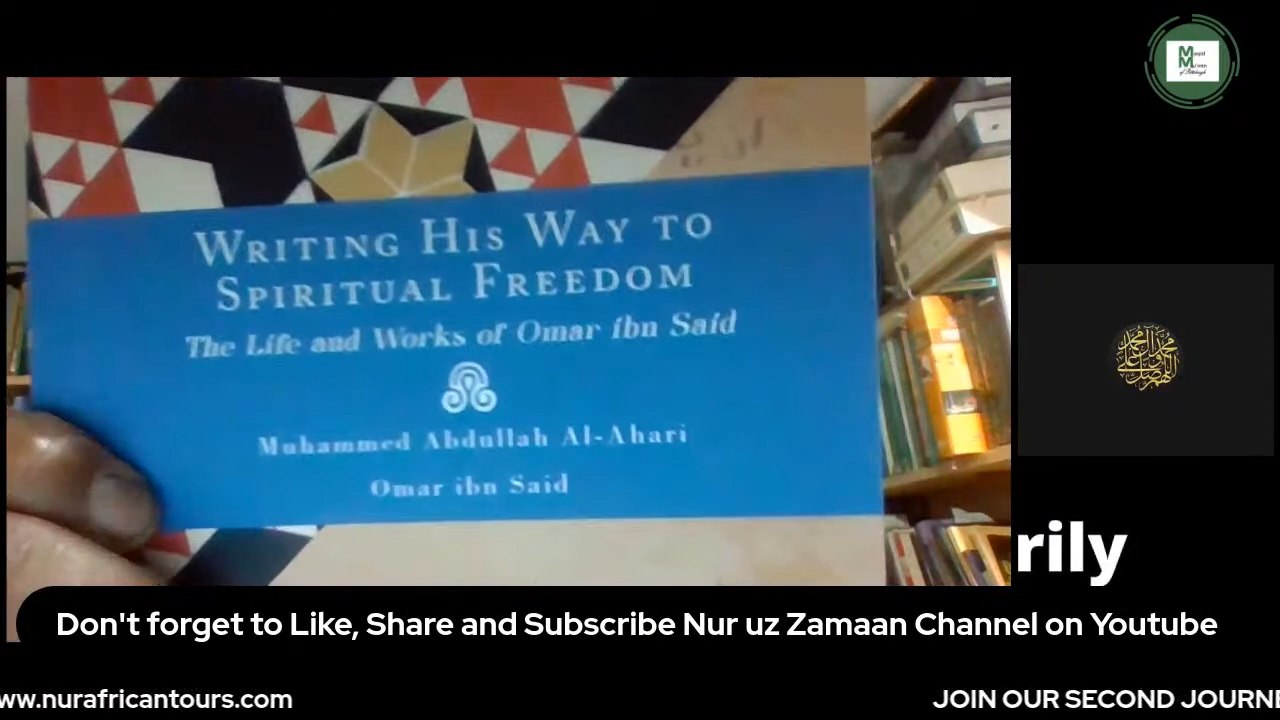 WRITING HIS WAY TO
SPIRITUAL FREEDOM
The Life and Works of Omar ibn Said
Muhammed Abdullah Al-Ahari
Omar ibn Said
rily
Don't forget to Like, Share and Subscribe Nur uz Zamaan Channel on Youtube
ww.nurafricantours.com
JOIN OUR SECOND JOURNE